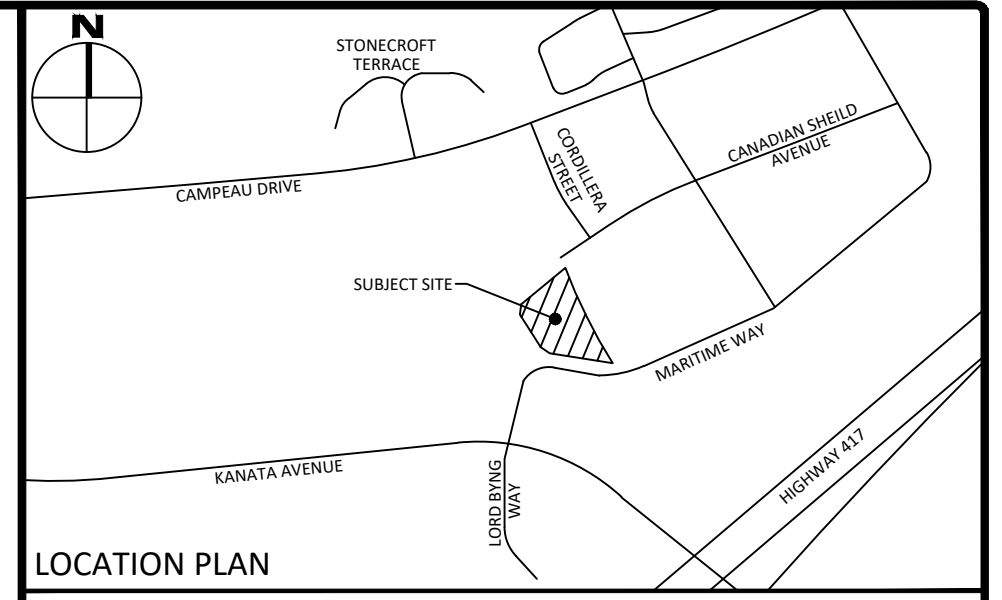 N
STONECROFT
TERRACE
CAMPEAU DRIVE
CORDILLERA
STREET
CANADIAN SHEILD
AVENUE
SUBJECT SITE
MARITIME WAY
KANATA AVENUE
LORD BYNG
WAY
HIGHWAY 417
LOCATION PLAN